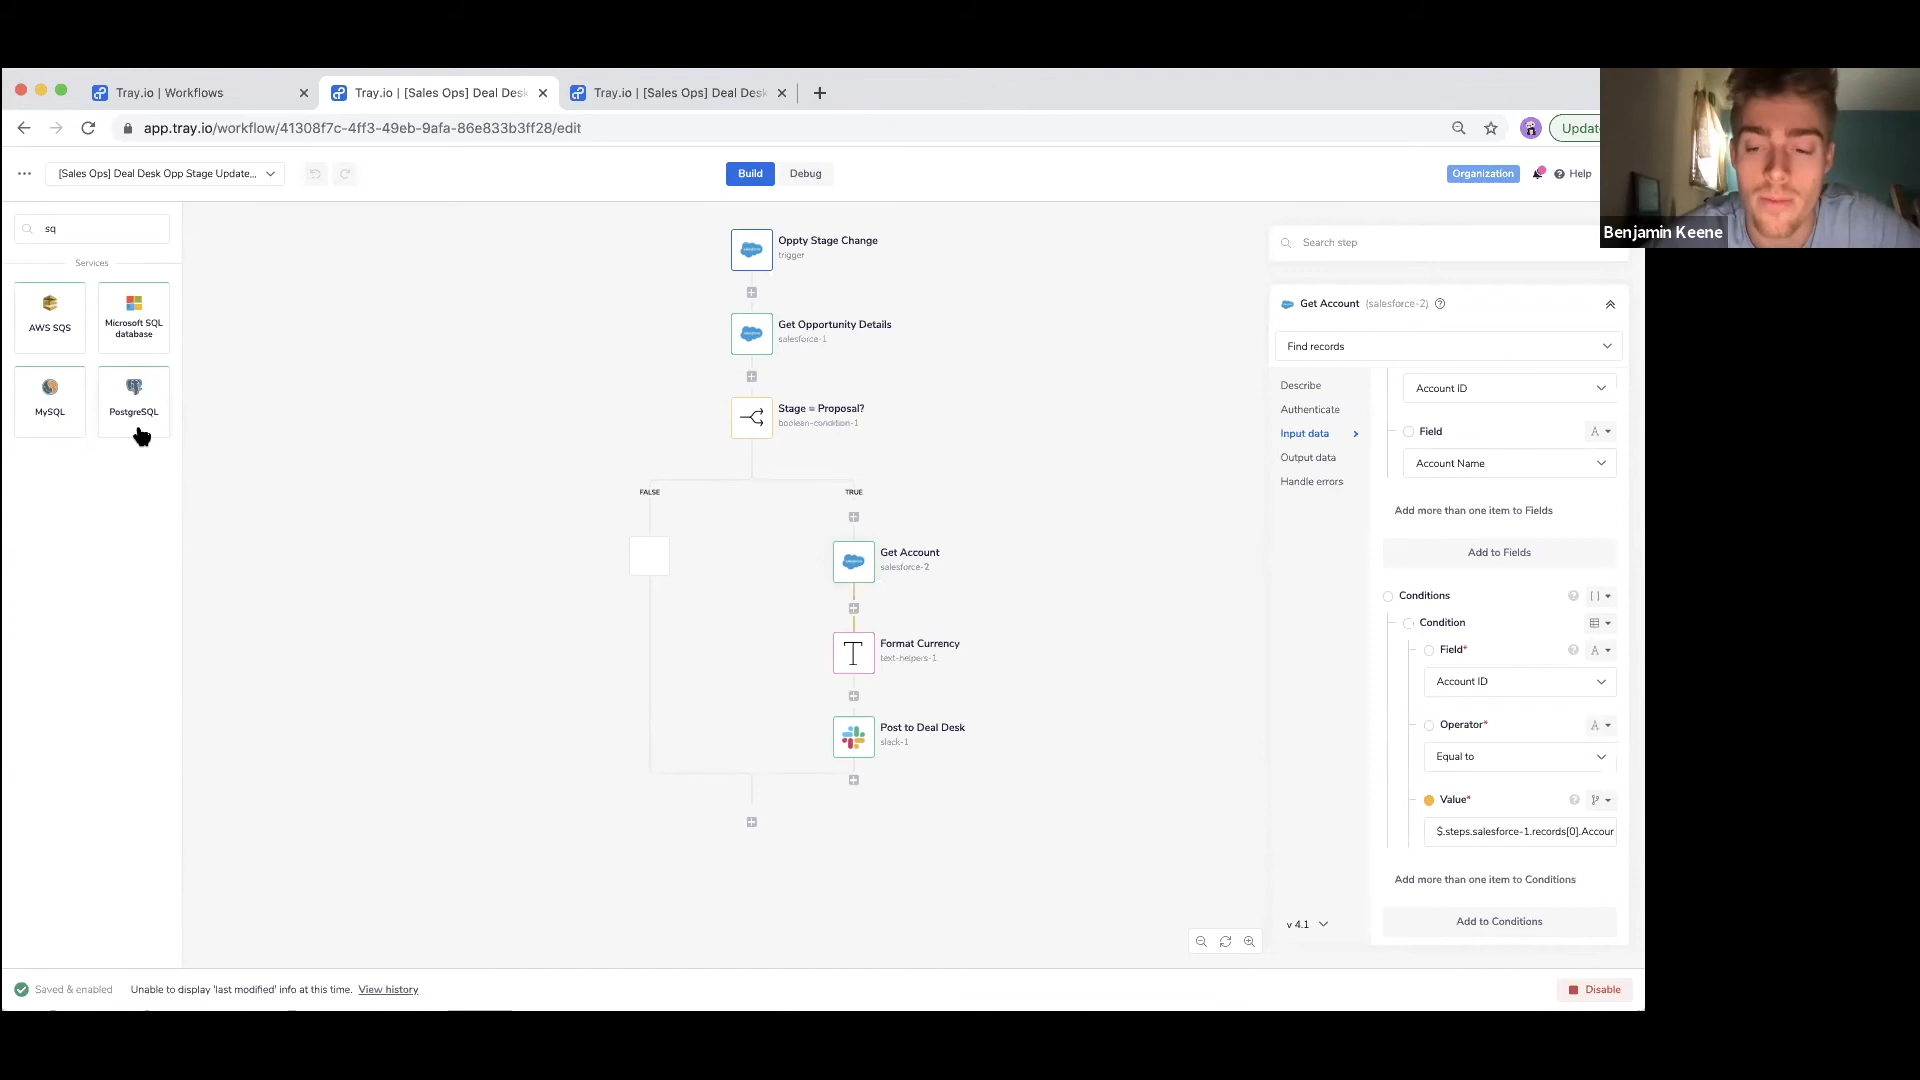 Tray.io | Workflows
Tray.io | [Sales Ops] Deal Desk
Tray.io | [Sales Ops] Deal Desk
app.tray.io/workflow/41308f7c-4ff3-49eb-9afa-86e833b3ff28/edit
[Sales Ops] Deal Desk Opp Stage Update...
Build
Debug
Organization
Help
Benjamin Keene
sq
Services
AWS SQS
Microsoft SQL
database
MySQL
PostgreSQL
Oppty Stage Change
trigger
Get Opportunity Details
salesforce-1
Stage = Proposal?
boolean-condition-1
FALSE
TRUE
Get Account
salesforce-2
T
Format Currency
text-helpers-1
Post to Deal Desk
slack-1
Search step
Get Account (salesforce-2)
Find records
Describe
Authenticate
Input data
Output data
Handle errors
v 4.1
Account ID
Field
A
Account Name
Add more than one item to Fields
Add to Fields
Conditions
[ ]
Condition
Field*
A
Account ID
Operator*
A
Equal to
Value*
$.steps.salesforce-1.records[0].Accour
Add more than one item to Conditions
Add to Conditions
Saved & enabled
Unable to display 'last modified' info at this time. View history
Disable